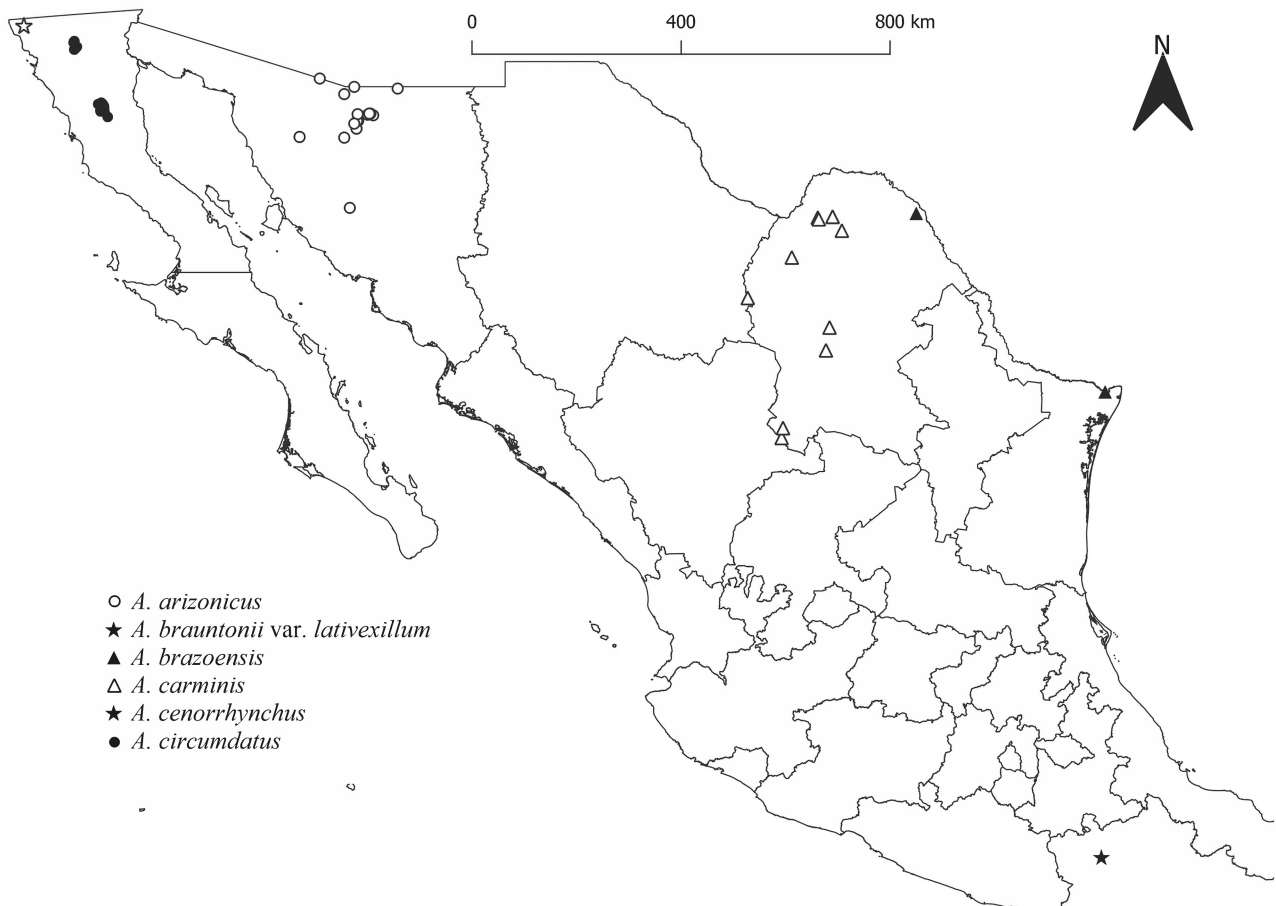 0 400 800 km
N
A. arizonicus
A. brauntonii var. lativexillum
A. brazoensis
A. carminis
A. cenorrhynchus
A. circumdatus